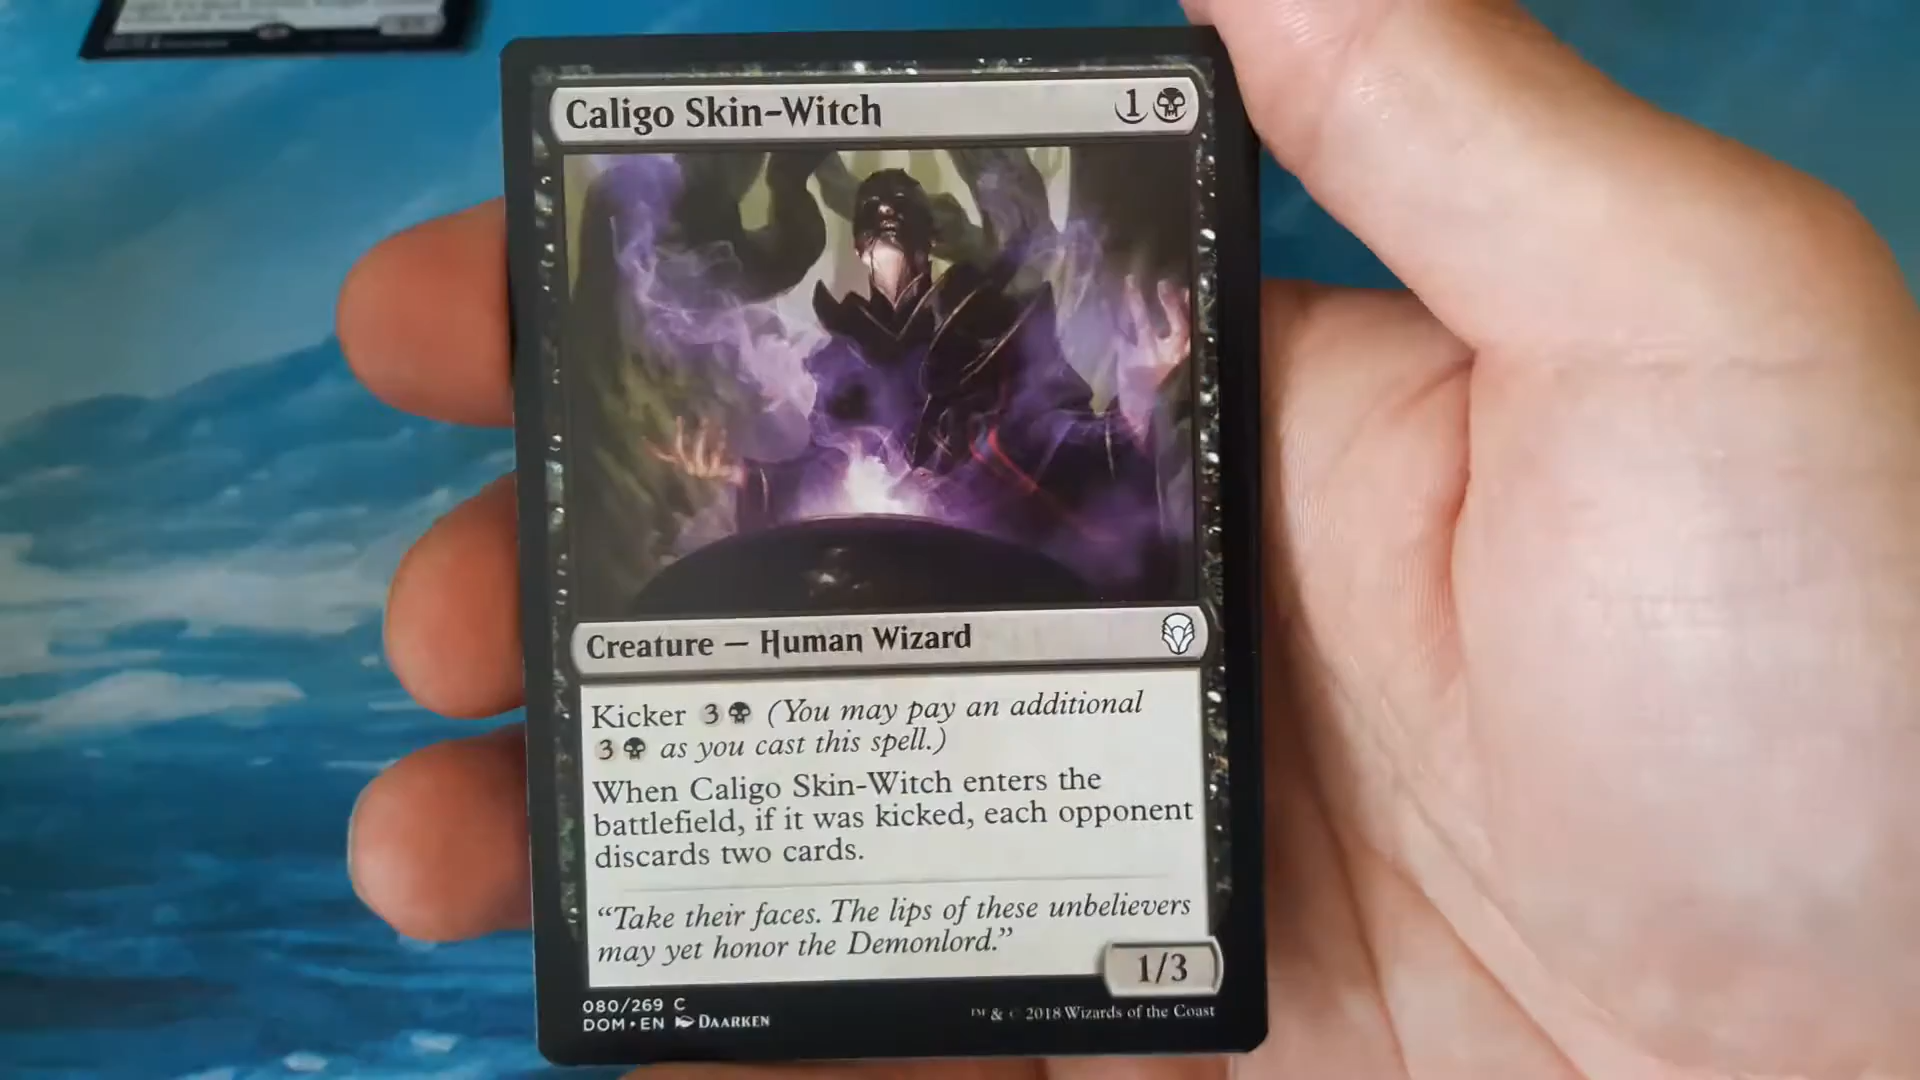 Caligo Skin-Witch 1
Creature — Human Wizard
Kicker 3 (You may pay an additional
3 as you cast this spell.)
When Caligo Skin-Witch enters the
battlefield, if it was kicked, each opponent
discards two cards.
“Take their faces. The lips of these unbelievers
may yet honor the Demonlord.”
1/3
080/269 C
DOM • EN DAARKEN
™ & © 2018 Wizards of the Coast